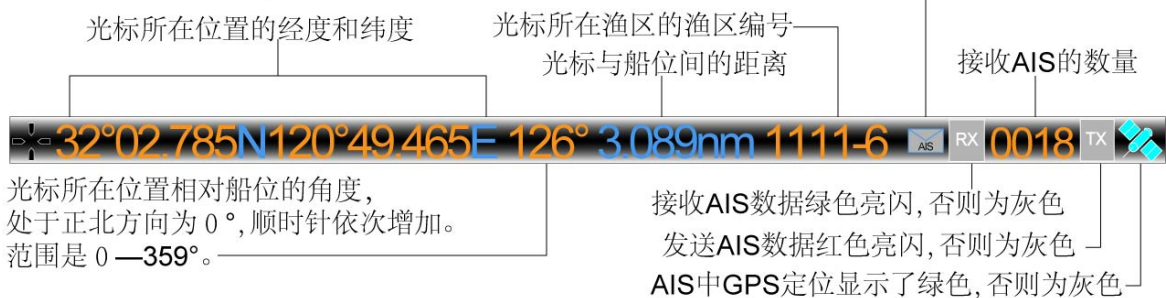 光标所在位置的经度和纬度
光标所在渔区的渔区编号
光标与船位间的距离
接收AIS的数量
32°02.785N120°49.465E 126° 3.089nm 1111-6 AIS RX 0018 TX
光标所在位置相对船位的角度,
处于正北方向为0°,顺时针依次增加。
范围是0—359°。
接收AIS数据绿色亮闪,否则为灰色
发送AIS数据红色亮闪,否则为灰色
AIS中GPS定位显示了绿色,否则为灰色